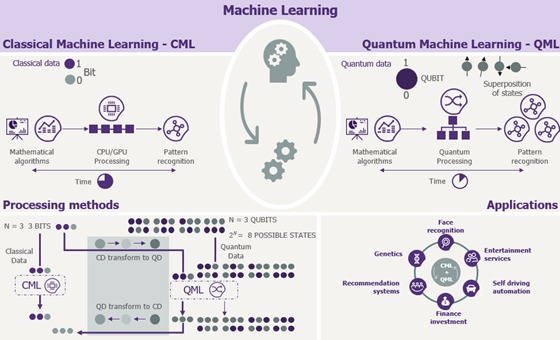 Machine Learning
Classical Machine Learning - CML
Classical data
1
0
Bit
Mathematical
algorithms
CPU/GPU
Processing
Pattern
recognition
Time
Quantum Machine Learning - QML
Quantum data
1
QUBIT
0
Superposition
of states
Mathematical
algorithms
Quantum
Processing
Pattern
recognition
Time
Processing methods
N = 3 3 BITS
N = 3 QUBITS
2ᴺ = 8 POSSIBLE STATES
Classical
Data
CD transform to QD
Quantum
Data
CML
QML
QD transform to CD
Applications
Face
recognition
Genetics
Entertainment
services
CML
+
QML
Recommendation
systems
Self driving
automation
Finance
investment